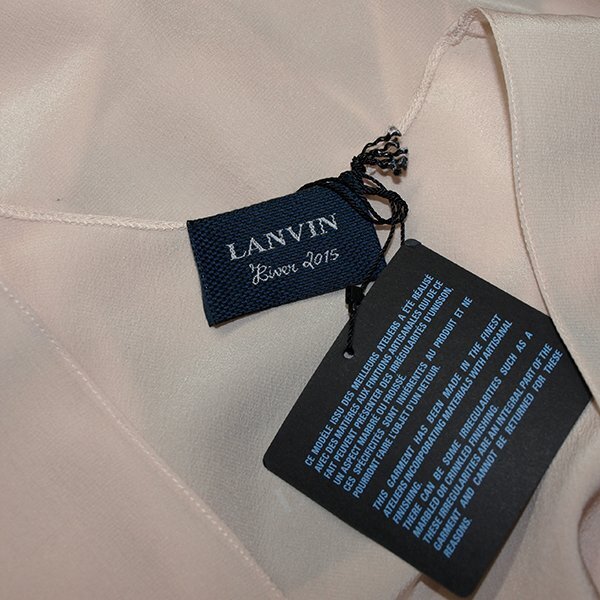 LANVIN
Hiver 2015
CE MODÈLE ISSU DES MEILLEURS ATELIERS A ÉTÉ RÉALISÉ
AVEC DES MATIÈRES AUX FINITIONS ARTISANALES QUI DE CE
FAIT PEUVENT PRÉSENTER DES IRRÉGULARITÉS D'UNISSON,
UN ASPECT MARBRÉ OU FROISSÉ.
CES SPÉCIFICITÉS SONT INHÉRENTES AU PRODUIT ET NE
POURRONT FAIRE L'OBJET D'UN RETOUR.
THIS GARMENT HAS BEEN MADE IN THE FINEST
ATELIERS INCORPORATING MATERIALS WITH ARTISANAL
FINISHING.
THERE CAN BE SOME IRREGULARITIES SUCH AS A
MARBLED OR CRINKLED FINISHING.
THESE IRREGULARITIES ARE AN INTEGRAL PART OF THE
GARMENT AND CANNOT BE RETURNED FOR THESE
REASONS.